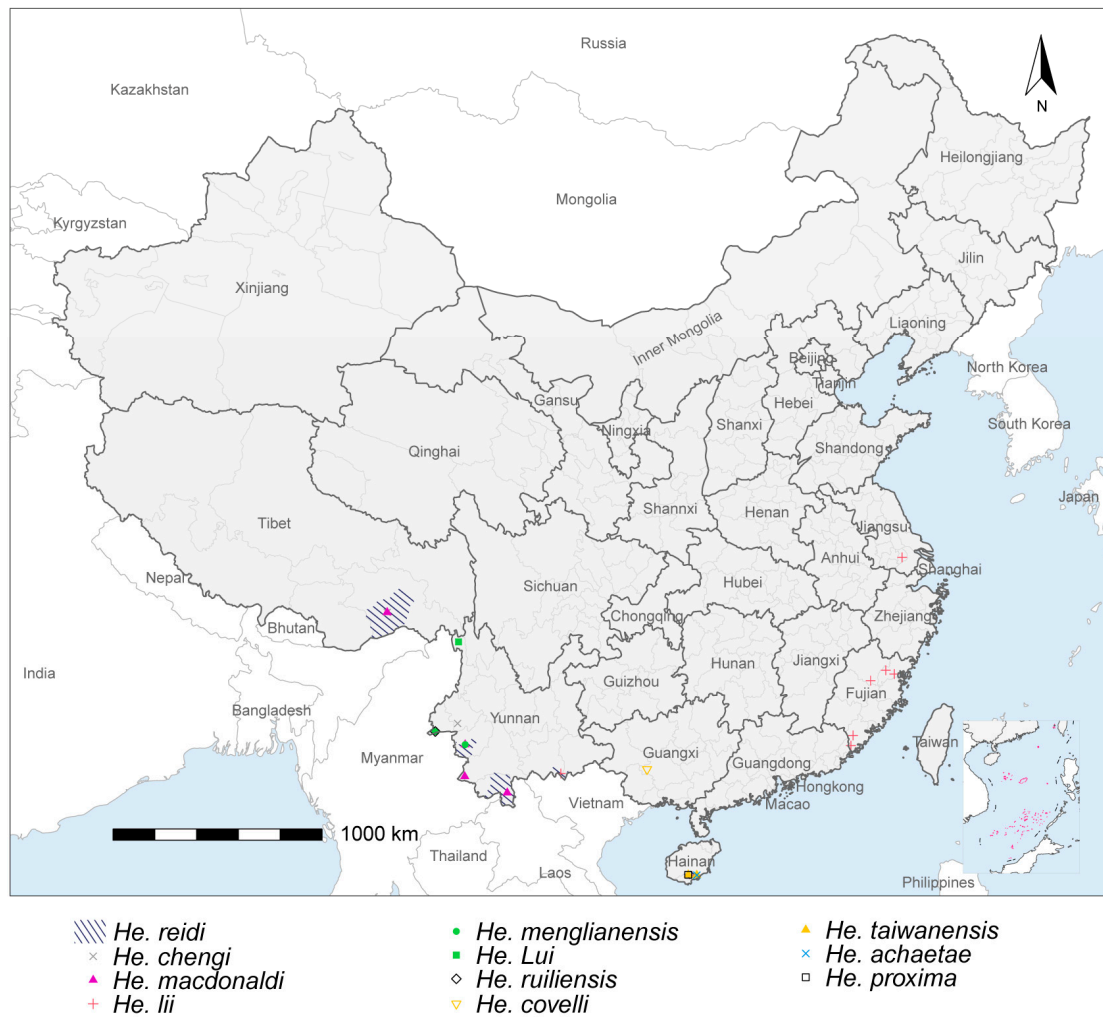 Russia
Kazakhstan
N
Heilongjiang
Mongolia
Kyrgyzstan
Jilin
Xinjiang
Liaoning
Inner Mongolia
Beijing
North Korea
Tianjin
Gansu
Hebei
Ningxia
Shanxi
South Korea
Qinghai
Shandong
Japan
Shannxi
Henan
Tibet
Jiangsu
Anhui
Shanghai
Nepal
Sichuan
Hubei
Chongqing
Zhejiang
Bhutan
India
Hunan
Jiangxi
Guizhou
Fujian
Bangladesh
Yunnan
Taiwan
Myanmar
Guangxi
Guangdong
Hongkong
Macao
Vietnam
1000 km
Thailand
Hainan
Laos
Philippines
He. reidi
He. chengi
He. macdonaldi
He. lii
He. menglianensis
He. Lui
He. ruiliensis
He. covelli
He. taiwanensis
He. achaetae
He. proxima